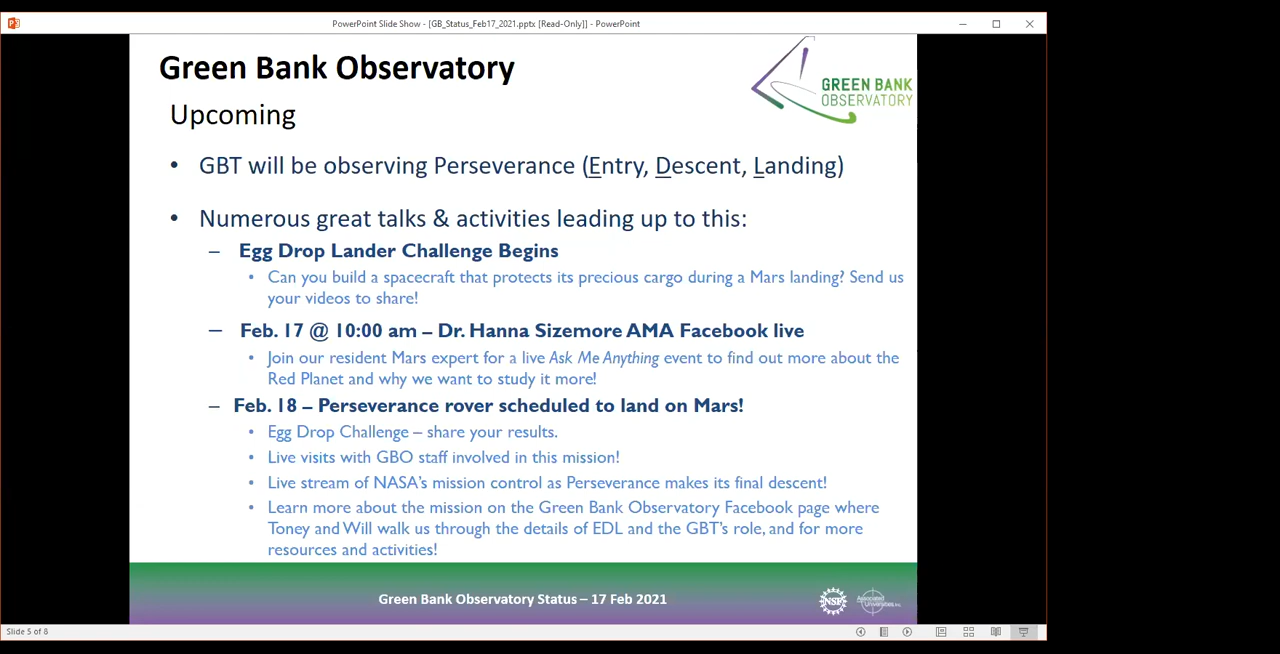 PowerPoint Slide Show - [GB_Status_Feb17_2021.pptx [Read-Only]] - PowerPoint
Green Bank Observatory
GREEN BANK
OBSERVATORY
Upcoming
• GBT will be observing Perseverance (Entry, Descent, Landing)
• Numerous great talks & activities leading up to this:
– Egg Drop Lander Challenge Begins
• Can you build a spacecraft that protects its precious cargo during a Mars landing? Send us
your videos to share!
– Feb. 17 @ 10:00 am – Dr. Hanna Sizemore AMA Facebook live
• Join our resident Mars expert for a live Ask Me Anything event to find out more about the
Red Planet and why we want to study it more!
– Feb. 18 – Perseverance rover scheduled to land on Mars!
• Egg Drop Challenge – share your results.
• Live visits with GBO staff involved in this mission!
• Live stream of NASA's mission control as Perseverance makes its final descent!
• Learn more about the mission on the Green Bank Observatory Facebook page where
Toney and Will walk us through the details of EDL and the GBT's role, and for more
resources and activities!
Green Bank Observatory Status – 17 Feb 2021
NSF
Associated
Universities, Inc.
Slide 5 of 8